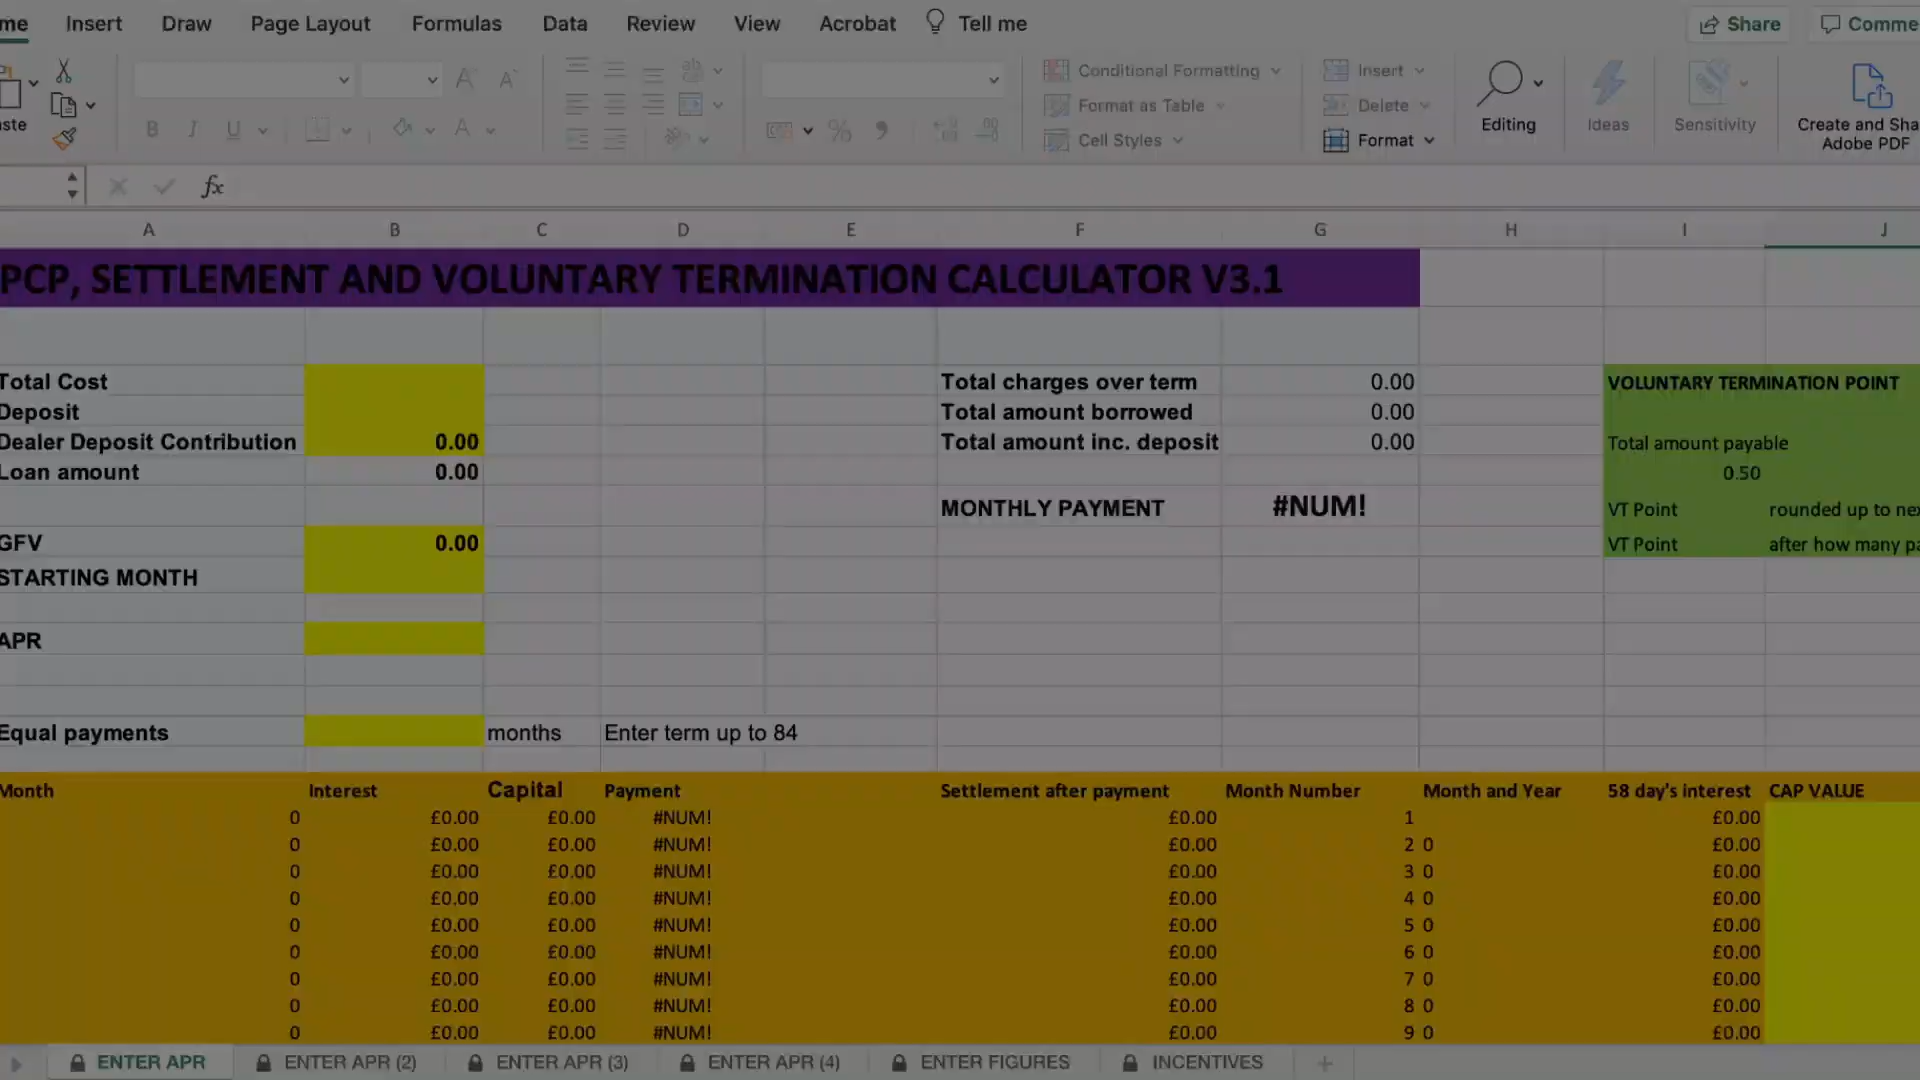 me Insert Draw Page Layout Formulas Data Review View Acrobat Tell me Share Comme
Conditional Formatting Insert
Format as Table Delete
ste B I U A Cell Styles Format Editing Ideas Sensitivity Create and Sha
Adobe PDF
fx
A B C D E F G H I J
PCP, SETTLEMENT AND VOLUNTARY TERMINATION CALCULATOR V3.1
Total Cost Total charges over term 0.00 VOLUNTARY TERMINATION POINT
Deposit Total amount borrowed 0.00
Dealer Deposit Contribution 0.00 Total amount inc. deposit 0.00 Total amount payable
Loan amount 0.00 0.50
MONTHLY PAYMENT #NUM! VT Point rounded up to nex
GFV 0.00 VT Point after how many pa
STARTING MONTH
APR
Equal payments months Enter term up to 84
Month Interest Capital Payment Settlement after payment Month Number Month and Year 58 day's interest CAP VALUE
0 £0.00 £0.00 #NUM! £0.00 1 £0.00
0 £0.00 £0.00 #NUM! £0.00 2 0 £0.00
0 £0.00 £0.00 #NUM! £0.00 3 0 £0.00
0 £0.00 £0.00 #NUM! £0.00 4 0 £0.00
0 £0.00 £0.00 #NUM! £0.00 5 0 £0.00
0 £0.00 £0.00 #NUM! £0.00 6 0 £0.00
0 £0.00 £0.00 #NUM! £0.00 7 0 £0.00
0 £0.00 £0.00 #NUM! £0.00 8 0 £0.00
0 £0.00 £0.00 #NUM! £0.00 9 0 £0.00
ENTER APR ENTER APR (2) ENTER APR (3) ENTER APR (4) ENTER FIGURES INCENTIVES +